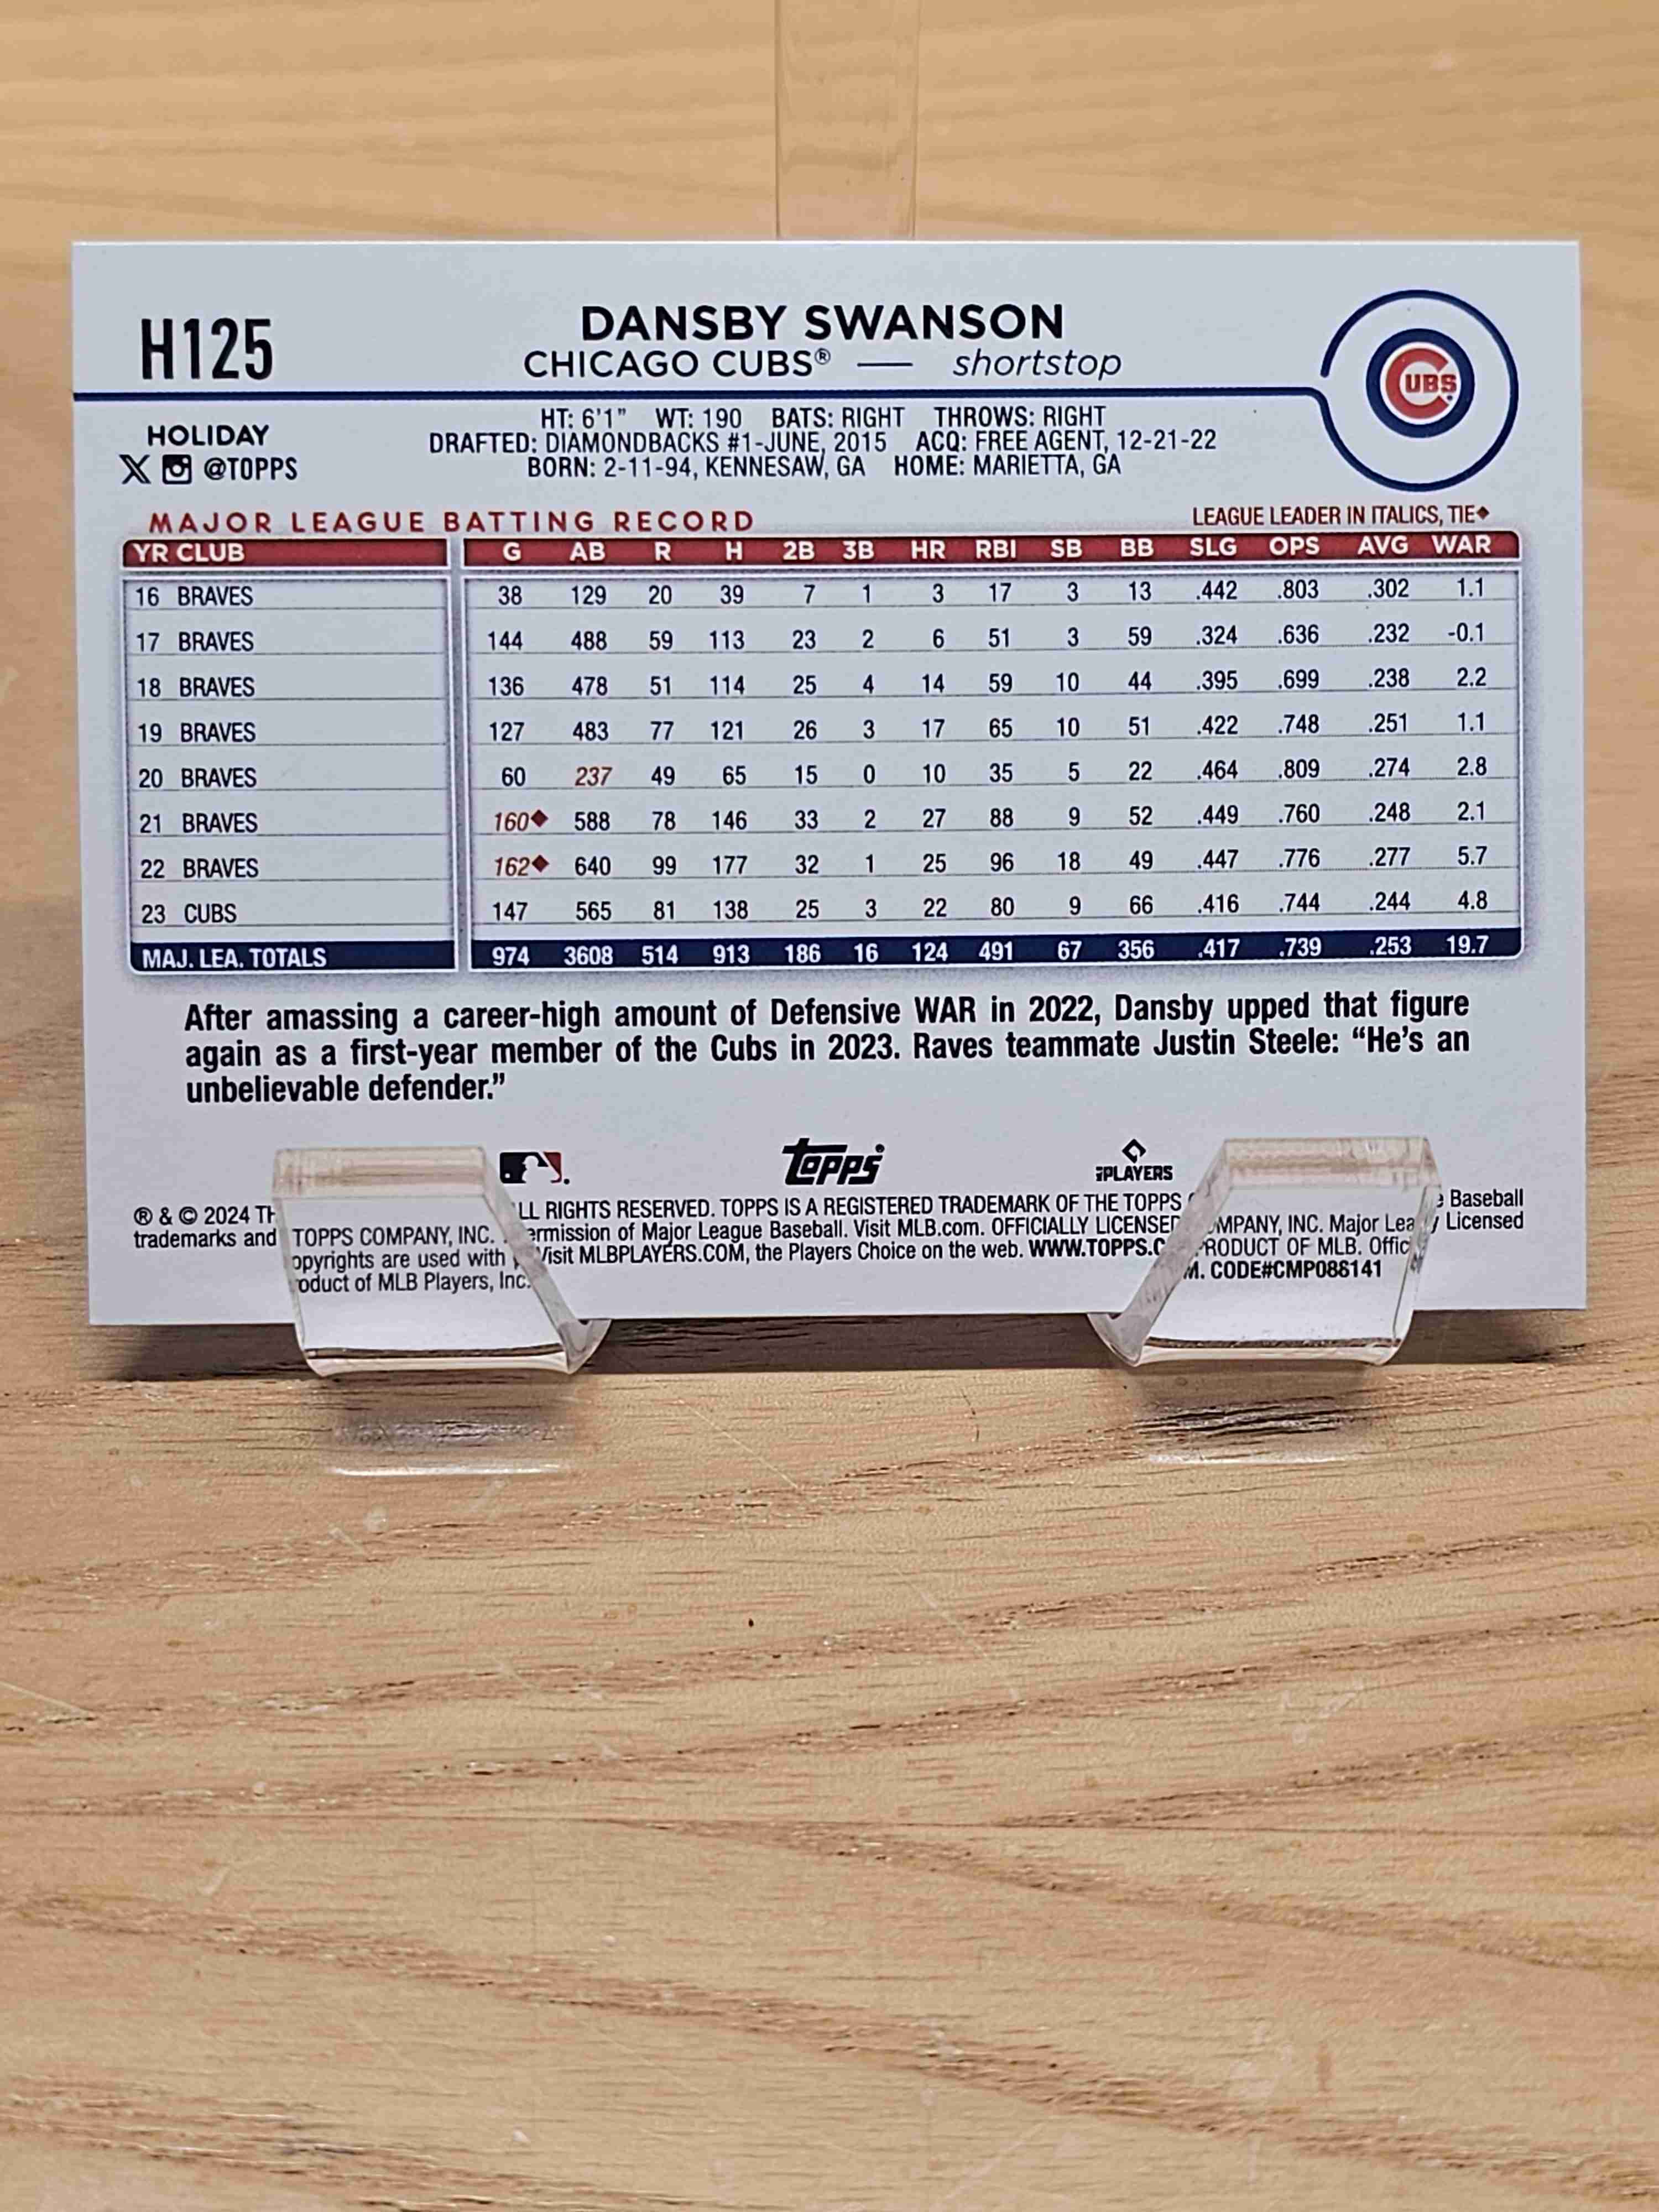 H125
DANSBY SWANSON
CHICAGO CUBS® — shortstop
CUBS
HOLIDAY
@TOPPS
HT: 6'1" WT: 190 BATS: RIGHT THROWS: RIGHT
DRAFTED: DIAMONDBACKS #1-JUNE, 2015 ACQ: FREE AGENT, 12-21-22
BORN: 2-11-94, KENNESAW, GA HOME: MARIETTA, GA
MAJOR LEAGUE BATTING RECORD LEAGUE LEADER IN ITALICS, TIE◆
YR CLUB G AB R H 2B 3B HR RBI SB BB SLG OPS AVG WAR
16 BRAVES 38 129 20 39 7 1 3 17 3 13 .442 .803 .302 1.1
17 BRAVES 144 488 59 113 23 2 6 51 3 59 .324 .636 .232 -0.1
18 BRAVES 136 478 51 114 25 4 14 59 10 44 .395 .699 .238 2.2
19 BRAVES 127 483 77 121 26 3 17 65 10 51 .422 .748 .251 1.1
20 BRAVES 60 237 49 65 15 0 10 35 5 22 .464 .809 .274 2.8
21 BRAVES 160◆ 588 78 146 33 2 27 88 9 52 .449 .760 .248 2.1
22 BRAVES 162◆ 640 99 177 32 1 25 96 18 49 .447 .776 .277 5.7
23 CUBS 147 565 81 138 25 3 22 80 9 66 .416 .744 .244 4.8
MAJ. LEA. TOTALS 974 3608 514 913 186 16 124 491 67 356 .417 .739 .253 19.7
After amassing a career-high amount of Defensive WAR in 2022, Dansby upped that figure
again as a first-year member of the Cubs in 2023. Raves teammate Justin Steele: “He’s an
unbelievable defender.”
topps
PLAYERS
® & © 2024 TOPPS COMPANY, INC. RIGHTS RESERVED. TOPPS IS A REGISTERED TRADEMARK OF THE TOPPS INC. Major Baseball
trademarks and are used with of Major League Baseball. Visit MLB.com. OFFICIALLY LICENSED PRODUCT OF MLB. Licensed
of MLB Players, Inc. Visit MLBPLAYERS.COM, the Players Choice on the web. CODE#CMP086141